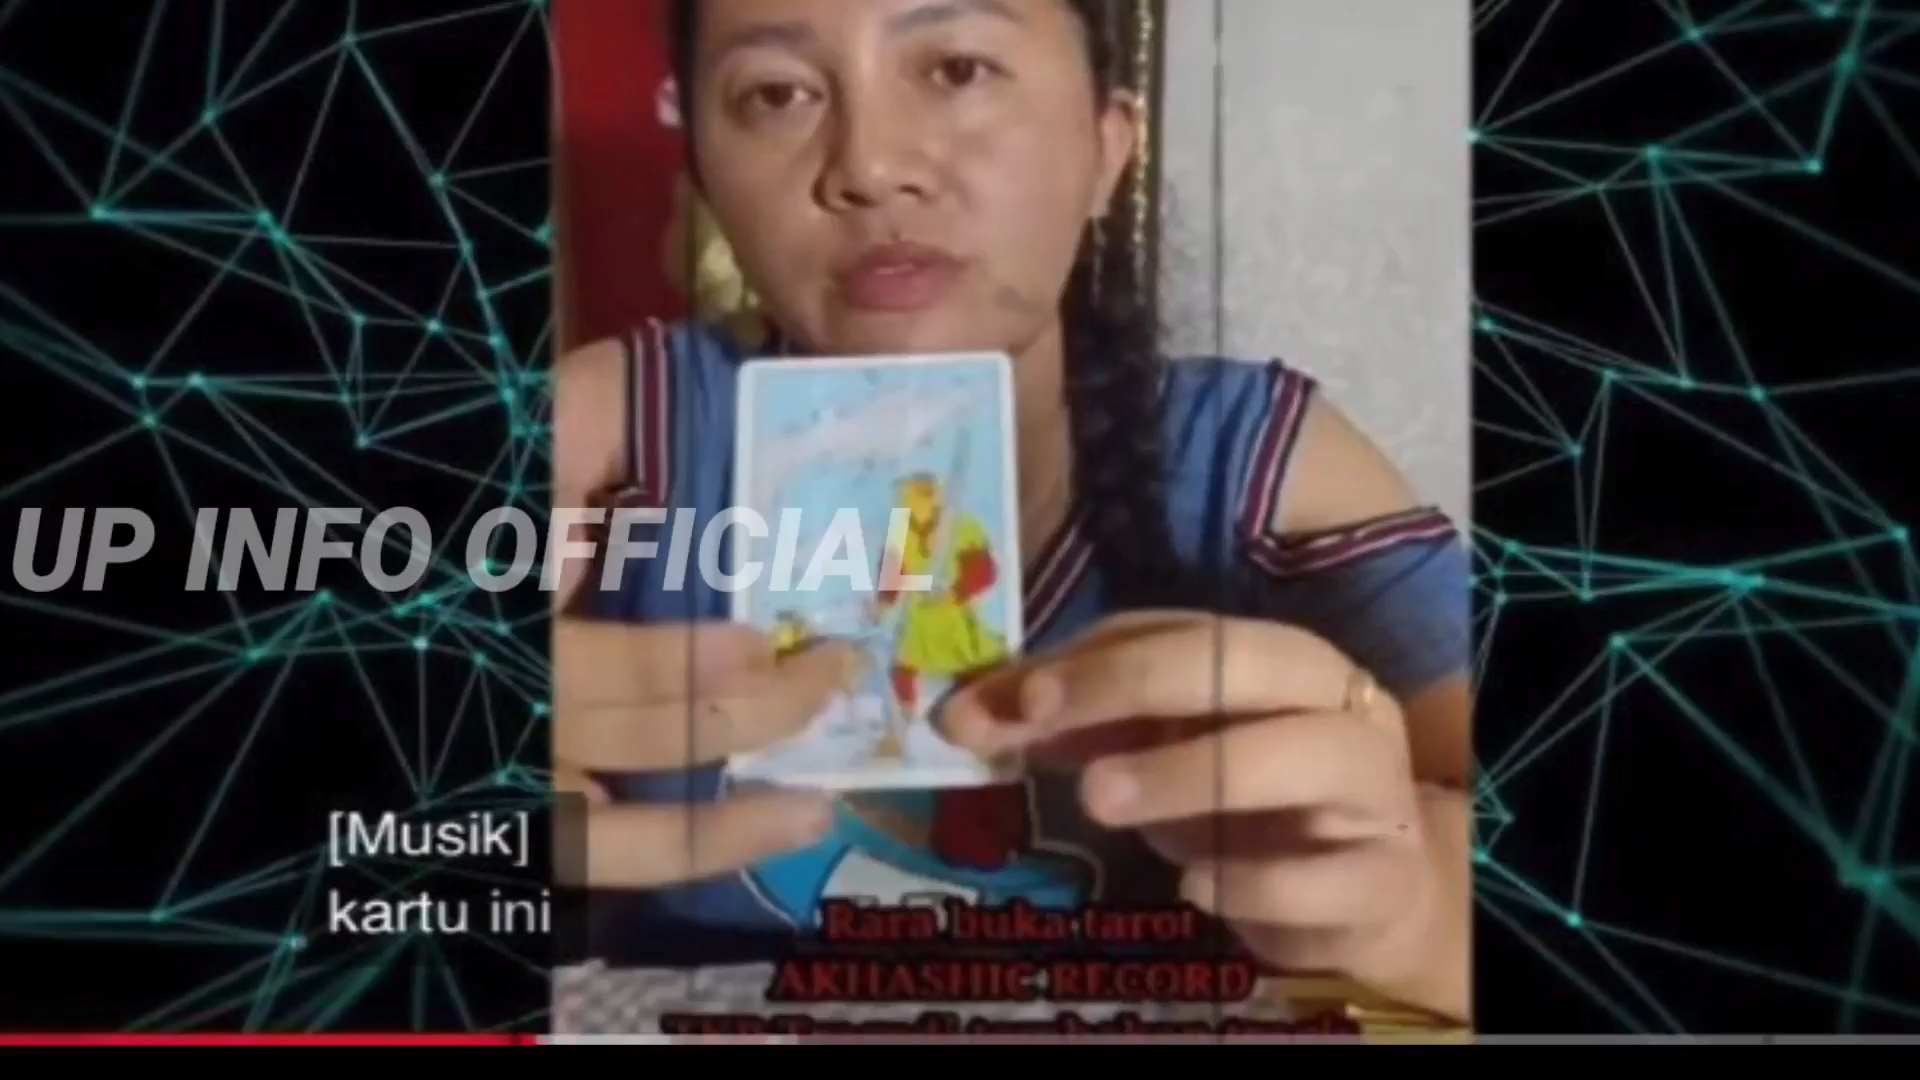 UP INFO OFFICIAL
[Musik]
kartu ini
Rara buka tarot
AKHASHIC RECORD